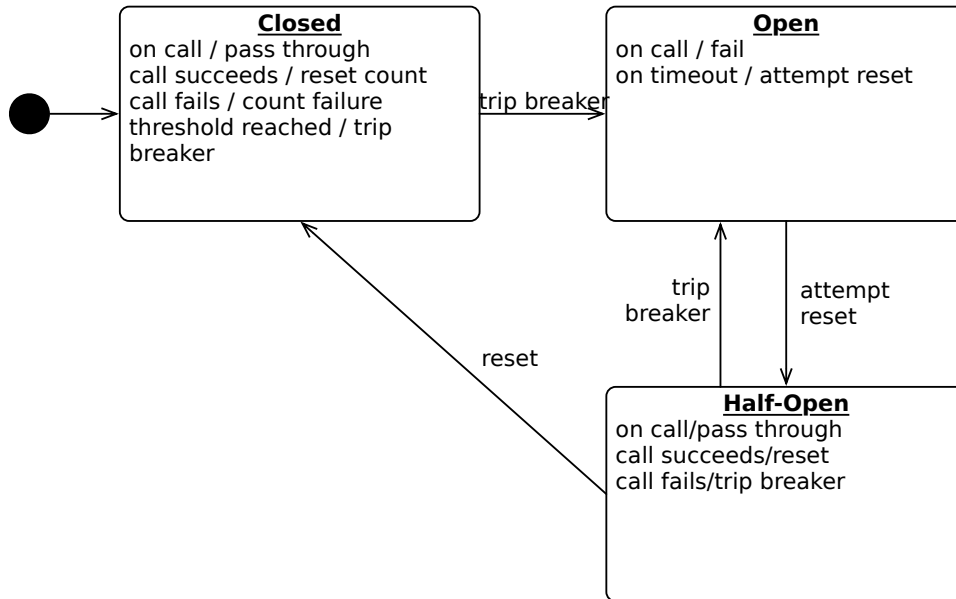 Closed
on call / pass through
call succeeds / reset count
call fails / count failure
threshold reached / trip
breaker
trip breaker
Open
on call / fail
on timeout / attempt reset
trip
breaker
attempt
reset
reset
Half-Open
on call/pass through
call succeeds/reset
call fails/trip breaker